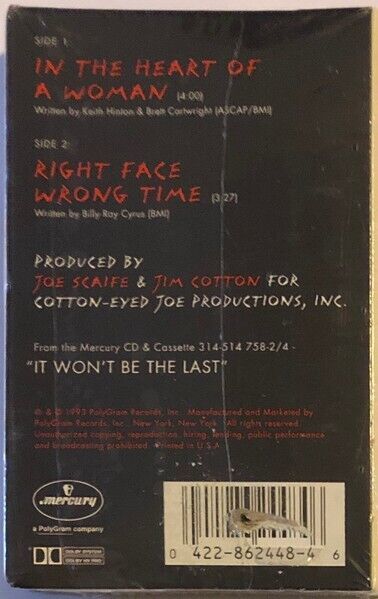 SIDE 1:
IN THE HEART OF
A WOMAN (4:00)
Written by Keith Hinton & Brett Cartwright (ASCAP/BMI)
SIDE 2:
RIGHT FACE
WRONG TIME (3:27)
Written by Billy Ray Cyrus (BMI)
PRODUCED BY
JOE SCAIFE & JIM COTTON FOR
COTTON-EYED JOE PRODUCTIONS, INC.
From the Mercury CD & Cassette 314-514 758-2/4 -
"IT WON'T BE THE LAST"
℗ & © 1993 PolyGram Records, Inc. Manufactured and Marketed by
PolyGram Records, Inc., New York, New York. All rights reserved.
Unauthorized copying, reproduction, hiring, lending, public performance
and broadcasting prohibited. Printed in U.S.A.
mercury
a PolyGram company
DOLBY SYSTEM
DOLBY HX PRO
0 422-862448-4 6